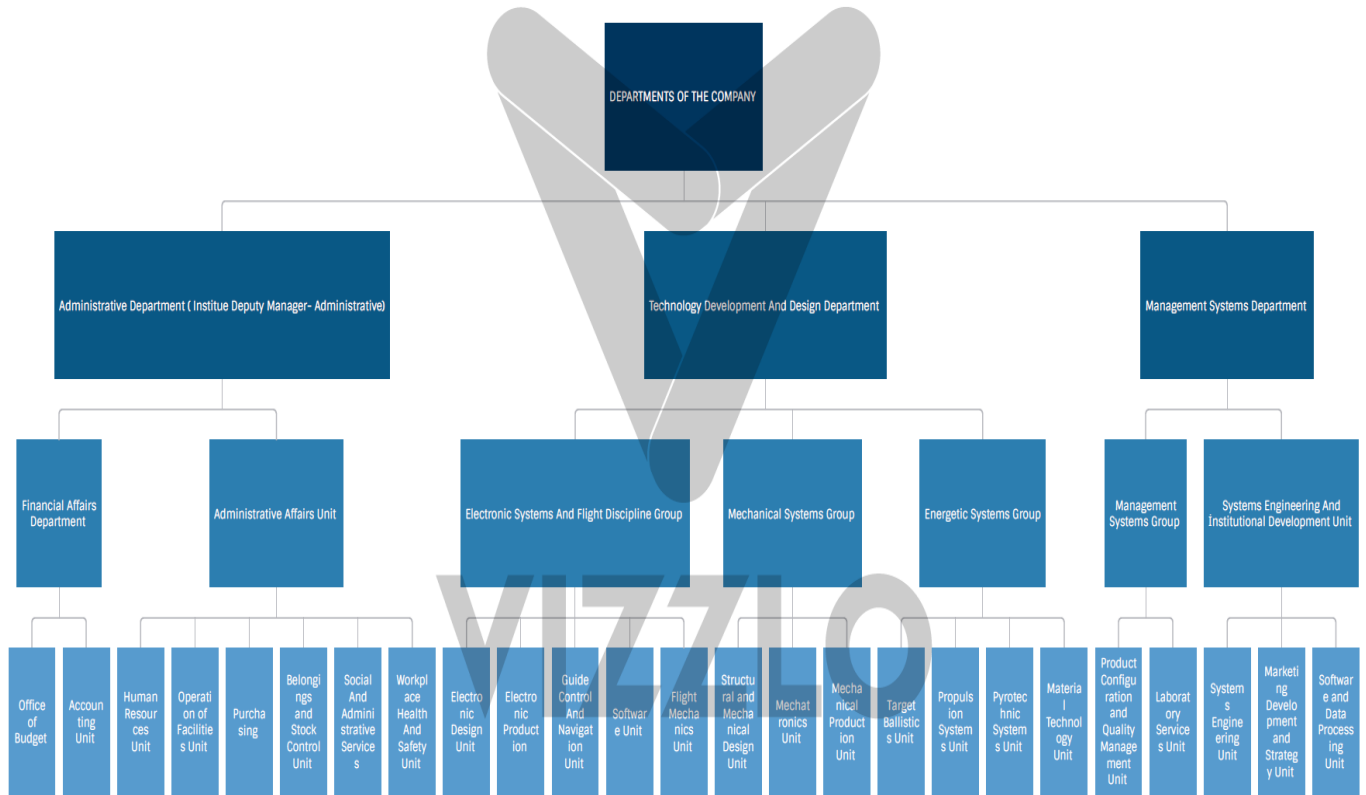 DEPARTMENTS OF THE COMPANY
Administrative Department ( Institue Deputy Manager- Administrative)
Technology Development And Design Department
Management Systems Department
Financial Affairs
Department
Administrative Affairs Unit
Electronic Systems And Flight Discipline Group
Mechanical Systems Group
Energetic Systems Group
Management
Systems Group
Systems Engineering And
İnstitutional Development Unit
VIZZLO
Office
of
Budget
Accoun
ting
Unit
Human
Resour
ces
Unit
Operati
on of
Facilitie
s Unit
Purcha
sing
Belongi
ngs
and
Stock
Control
Unit
Social
And
Admini
strative
Service
s
Workpl
ace
Health
And
Safety
Unit
Electro
nic
Design
Unit
Electro
nic
Production
Guide
Control
And
Navigation
Unit
Softwar
e Unit
Flight
Mecha
nics
Unit
Structu
ral and
Mecha
nical
Design
Unit
Mechat
ronics
Unit
Mecha
nical
Product
ion
Unit
Target
Ballistic
s Unit
Propuls
ion
System
s Unit
Pyrotec
hnic
System
s Unit
Materia
l
Technol
ogy
Unit
Product
Configu
ration
and
Quality
Manage
ment
Unit
Laborat
ory
Service
s Unit
System
s
Engine
ering
Unit
Marketi
ng
Develo
pment
and
Strateg
y Unit
Softwar
e and
Data
Process
ing
Unit